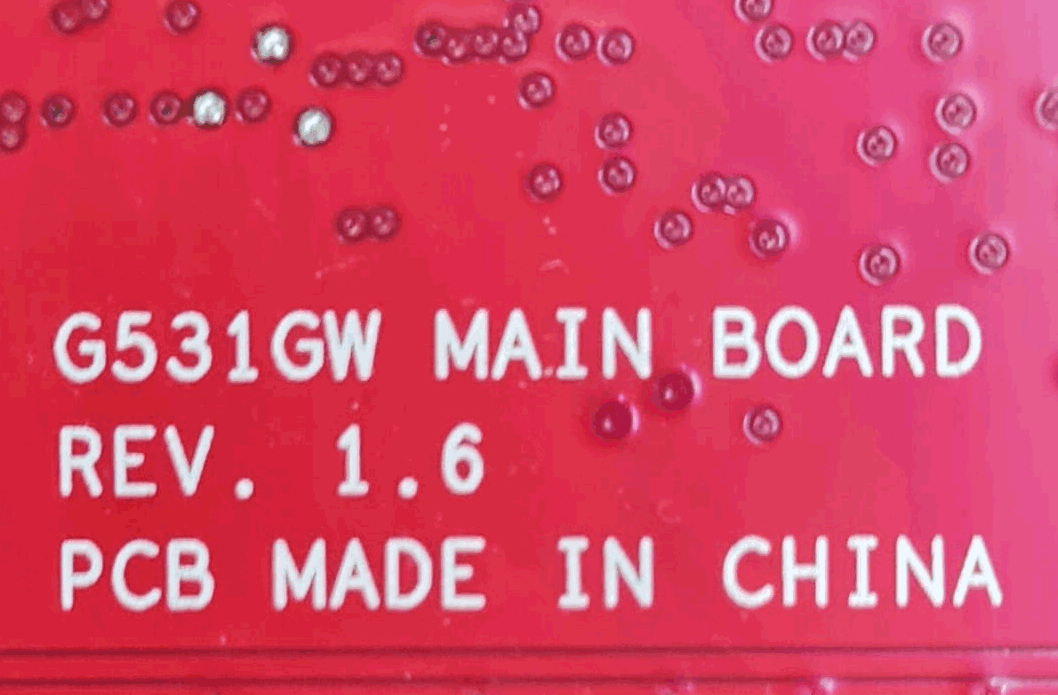 G531GW MAIN BOARD
REV. 1.6
PCB MADE IN CHINA